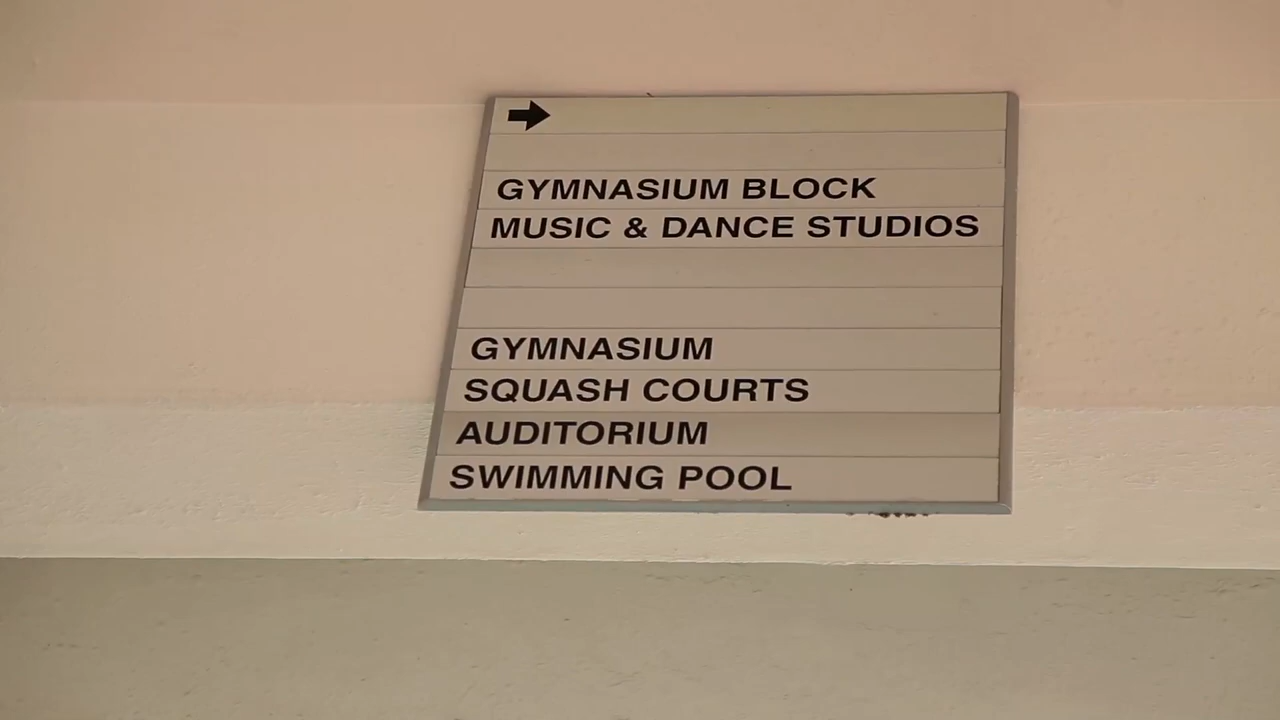 GYMNASIUM BLOCK
MUSIC & DANCE STUDIOS
GYMNASIUM
SQUASH COURTS
AUDITORIUM
SWIMMING POOL